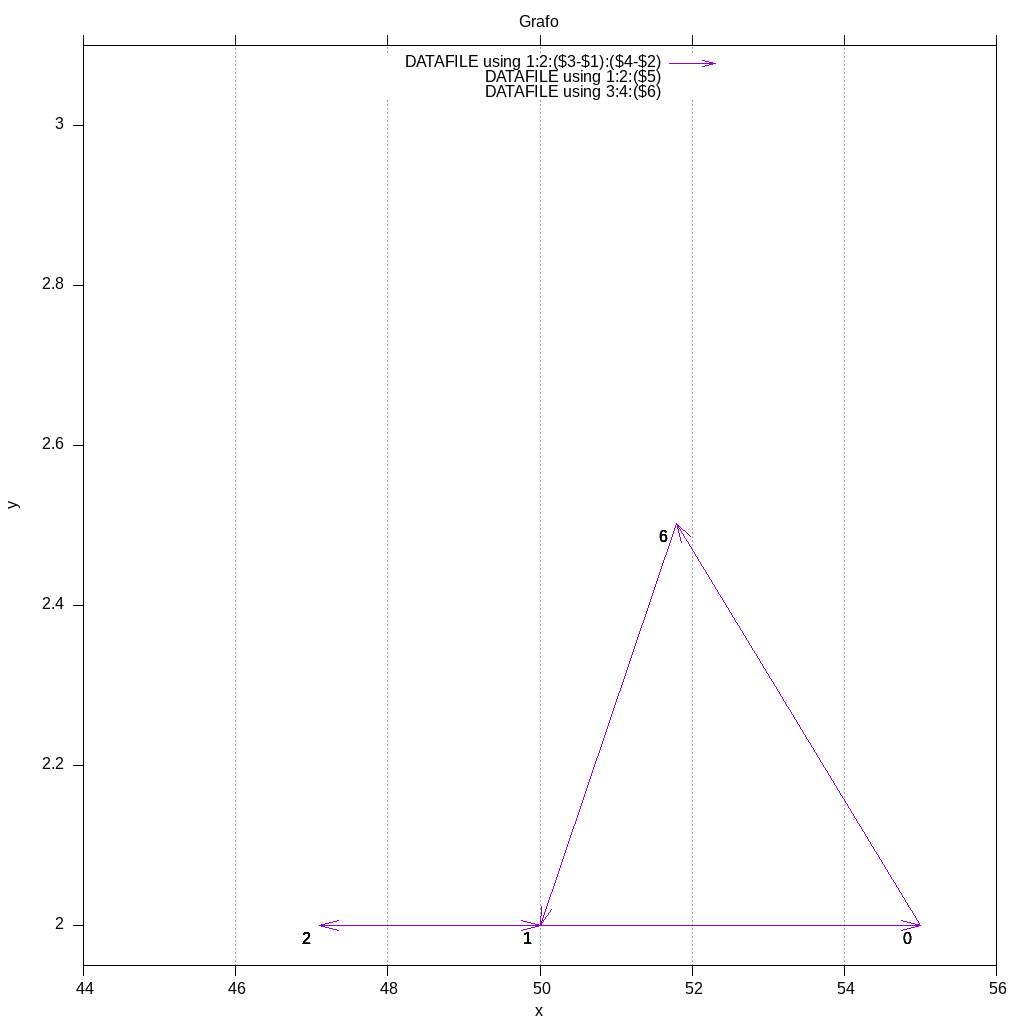 Grafo
DATAFILE using 1:2:($3-$1):($4-$2)
DATAFILE using 1:2:($5)
DATAFILE using 3:4:($6)
3
2.8
2.6
y
6
2.4
2.2
2
2
1
0
44
46
48
50
52
54
56
x